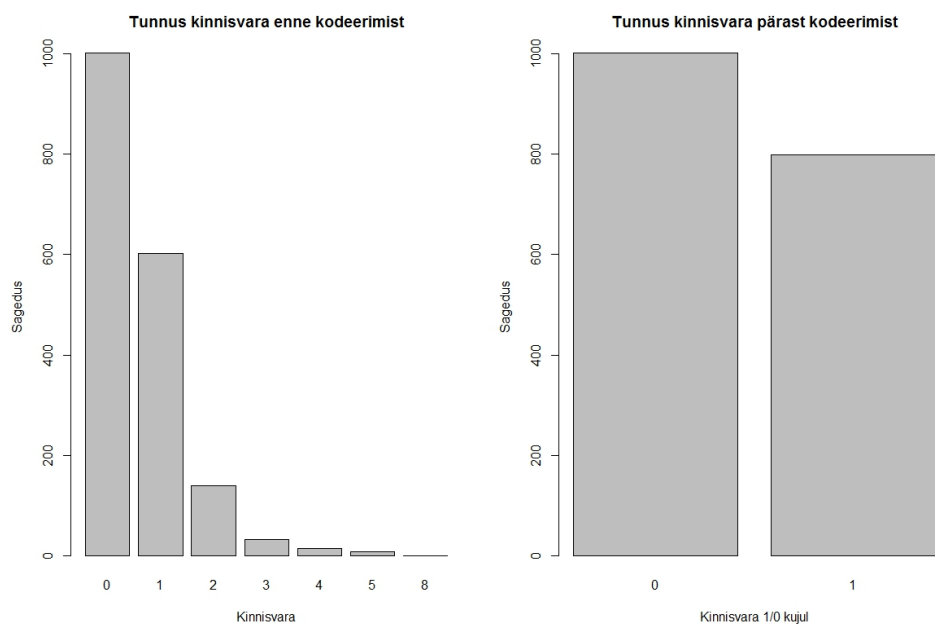 Tunnus kinnisvara enne kodeerimist
Sagedus
1000
800
600
400
200
0
0 1 2 3 4 5 8
Kinnisvara
Tunnus kinnisvara pärast kodeerimist
Sagedus
1000
800
600
400
200
0
0 1
Kinnisvara 1/0 kujul